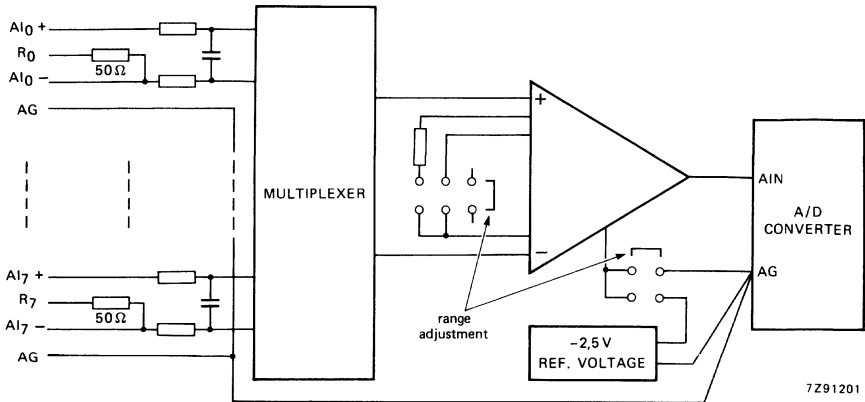 AI0 +
R0
50Ω
AI0 −
AG
MULTIPLEXER
+
−
AIN
A/D
CONVERTER
AG
AI7 +
R7
50Ω
AI7 −
AG
range
adjustment
−2,5 V
REF. VOLTAGE
7Z91201